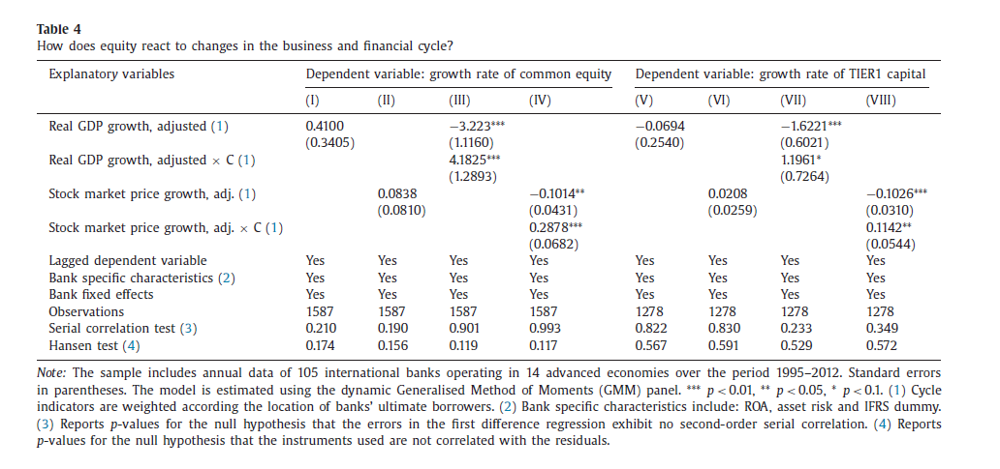 Table 4
How does equity react to changes in the business and financial cycle?
Explanatory variables Dependent variable: growth rate of common equity Dependent variable: growth rate of TIER1 capital
(I) (II) (III) (IV) (V) (VI) (VII) (VIII)
Real GDP growth, adjusted (1) 0.4100 −3.223*** −0.0694 −1.6221***
(0.3405) (1.1160) (0.2540) (0.6021)
Real GDP growth, adjusted × C (1) 4.1825*** 1.1961*
(1.2893) (0.7264)
Stock market price growth, adj. (1) 0.0838 −0.1014** 0.0208 −0.1026***
(0.0810) (0.0431) (0.0259) (0.0310)
Stock market price growth, adj. × C (1) 0.2878*** 0.1142**
(0.0682) (0.0544)
Lagged dependent variable Yes Yes Yes Yes Yes Yes Yes Yes
Bank specific characteristics (2) Yes Yes Yes Yes Yes Yes Yes Yes
Bank fixed effects Yes Yes Yes Yes Yes Yes Yes Yes
Observations 1587 1587 1587 1587 1278 1278 1278 1278
Serial correlation test (3) 0.210 0.190 0.901 0.993 0.822 0.830 0.233 0.349
Hansen test (4) 0.174 0.156 0.119 0.117 0.567 0.591 0.529 0.572
Note: The sample includes annual data of 105 international banks operating in 14 advanced economies over the period 1995–2012. Standard errors
in parentheses. The model is estimated using the dynamic Generalised Method of Moments (GMM) panel. *** p < 0.01, ** p < 0.05, * p < 0.1. (1) Cycle
indicators are weighted according the location of banks' ultimate borrowers. (2) Bank specific characteristics include: ROA, asset risk and IFRS dummy.
(3) Reports p-values for the null hypothesis that the errors in the first difference regression exhibit no second-order serial correlation. (4) Reports
p-values for the null hypothesis that the instruments used are not correlated with the residuals.